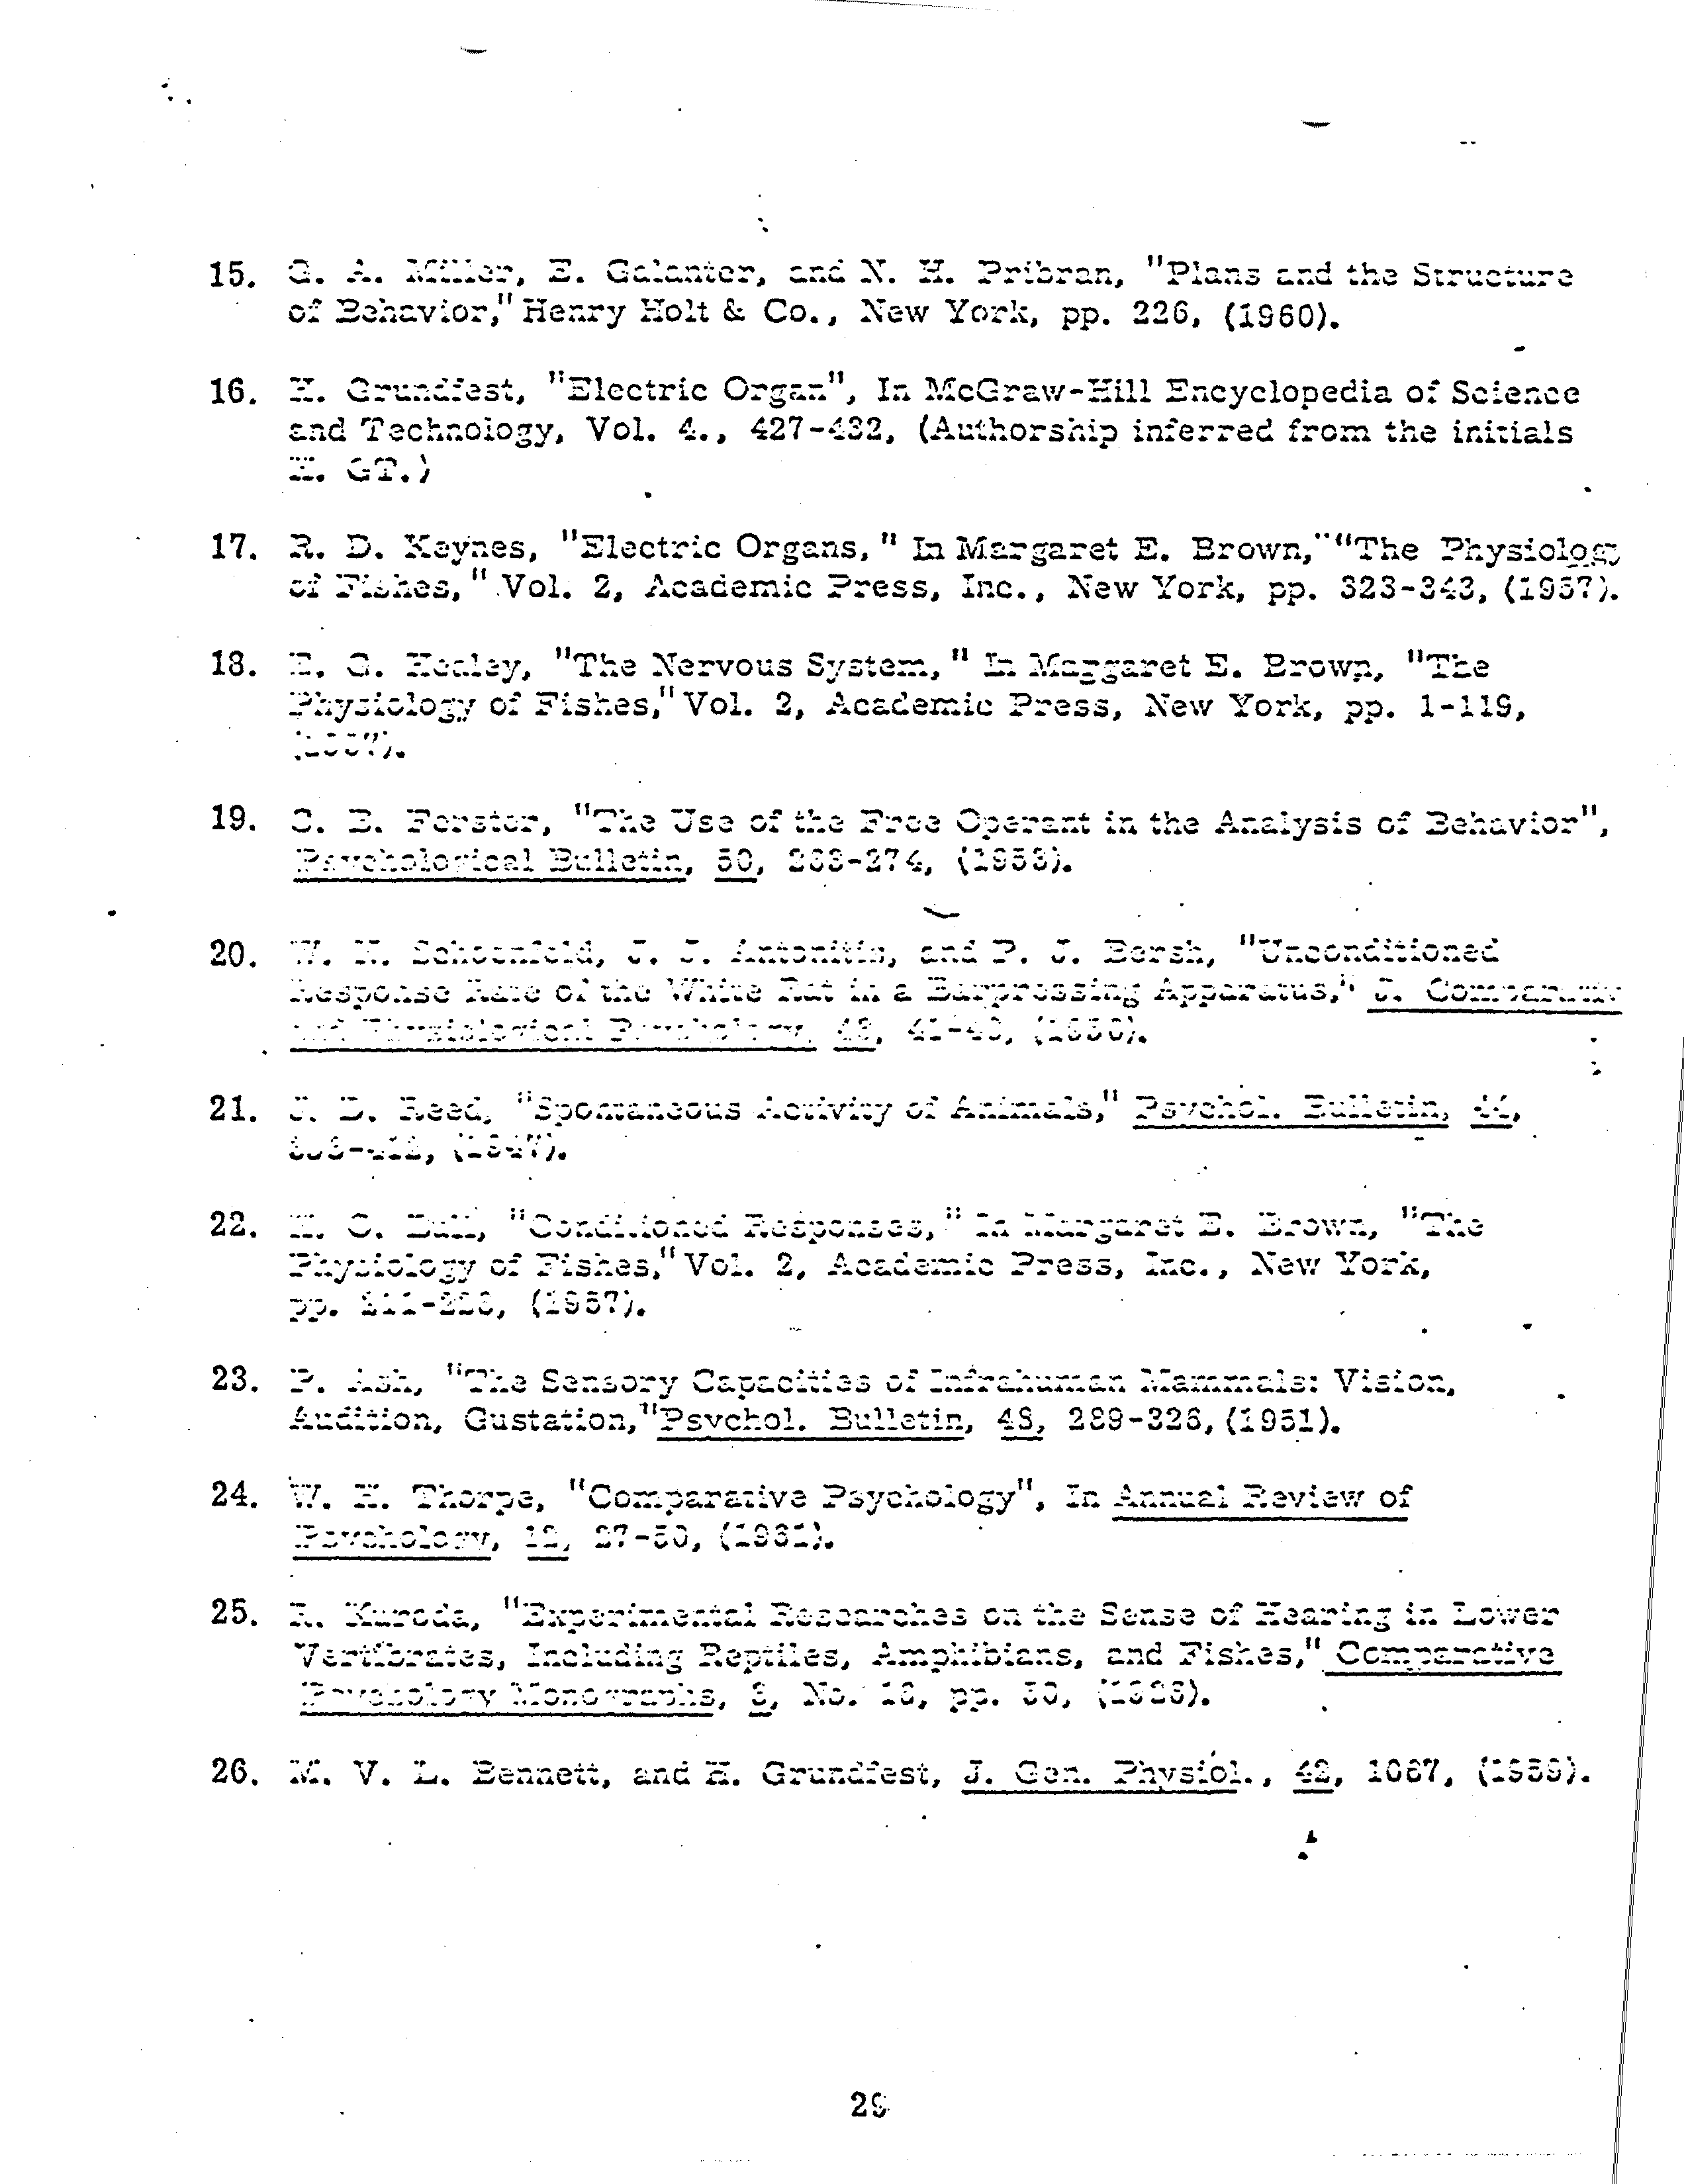 15. G. A. Miller, E. Galanter, and N. H. Pribran, "Plans and the Structure
of Behavior," Henry Holt & Co., New York, pp. 226, (1960).
16. H. Grundfest, "Electric Organ", In McGraw-Hill Encyclopedia of Science
and Technology, Vol. 4., 427-432, (Authorship inferred from the initials
H. GT.)
17. R. D. Keynes, "Electric Organs, " In Margaret E. Brown, "The Physiology
of Fishes, " Vol. 2, Academic Press, Inc., New York, pp. 323-343, (1957).
18. E. G. Healey, "The Nervous System, " In Margaret E. Brown, "The
Physiology of Fishes," Vol. 2, Academic Press, New York, pp. 1-119,
(1957).
19. C. B. Ferster, "The Use of the Free Operant in the Analysis of Behavior",
Psychological Bulletin, 50, 263-274, (1953).
20. W. N. Schoenfeld, J. J. Antonitis, and P. J. Bersh, "Unconditioned
Response Rate of the White Rat in a Barpressing Apparatus," J. Comparative
and Physiological Psychology, (1950).
21. J. D. Reed, "Spontaneous Activity of Animals," Psychol. Bulletin, 44,
(1947).
22. H. O. Bull, "Conditioned Responses," In Margaret E. Brown, "The
Physiology of Fishes," Vol. 2, Academic Press, Inc., New York,
pp. (1957).
23. P. Ash, "The Sensory Capacities of Infrahuman Mammals: Vision,
Audition, Gustation," Psychol. Bulletin, 48, 289-326, (1951).
24. W. H. Thorpe, "Comparative Psychology", In Annual Review of
Psychology, 12, 27-50, (1961).
25. R. Kuroda, "Experimental Researches on the Sense of Hearing in Lower
Vertibrates, Including Reptiles, Amphibians, and Fishes," Comparative
Psychology Monographs, 3, No. 16, pp. 50, (1926).
26. M. V. L. Bennett, and H. Grundfest, J. Gen. Physiol., 42, 1067, (1959).
29